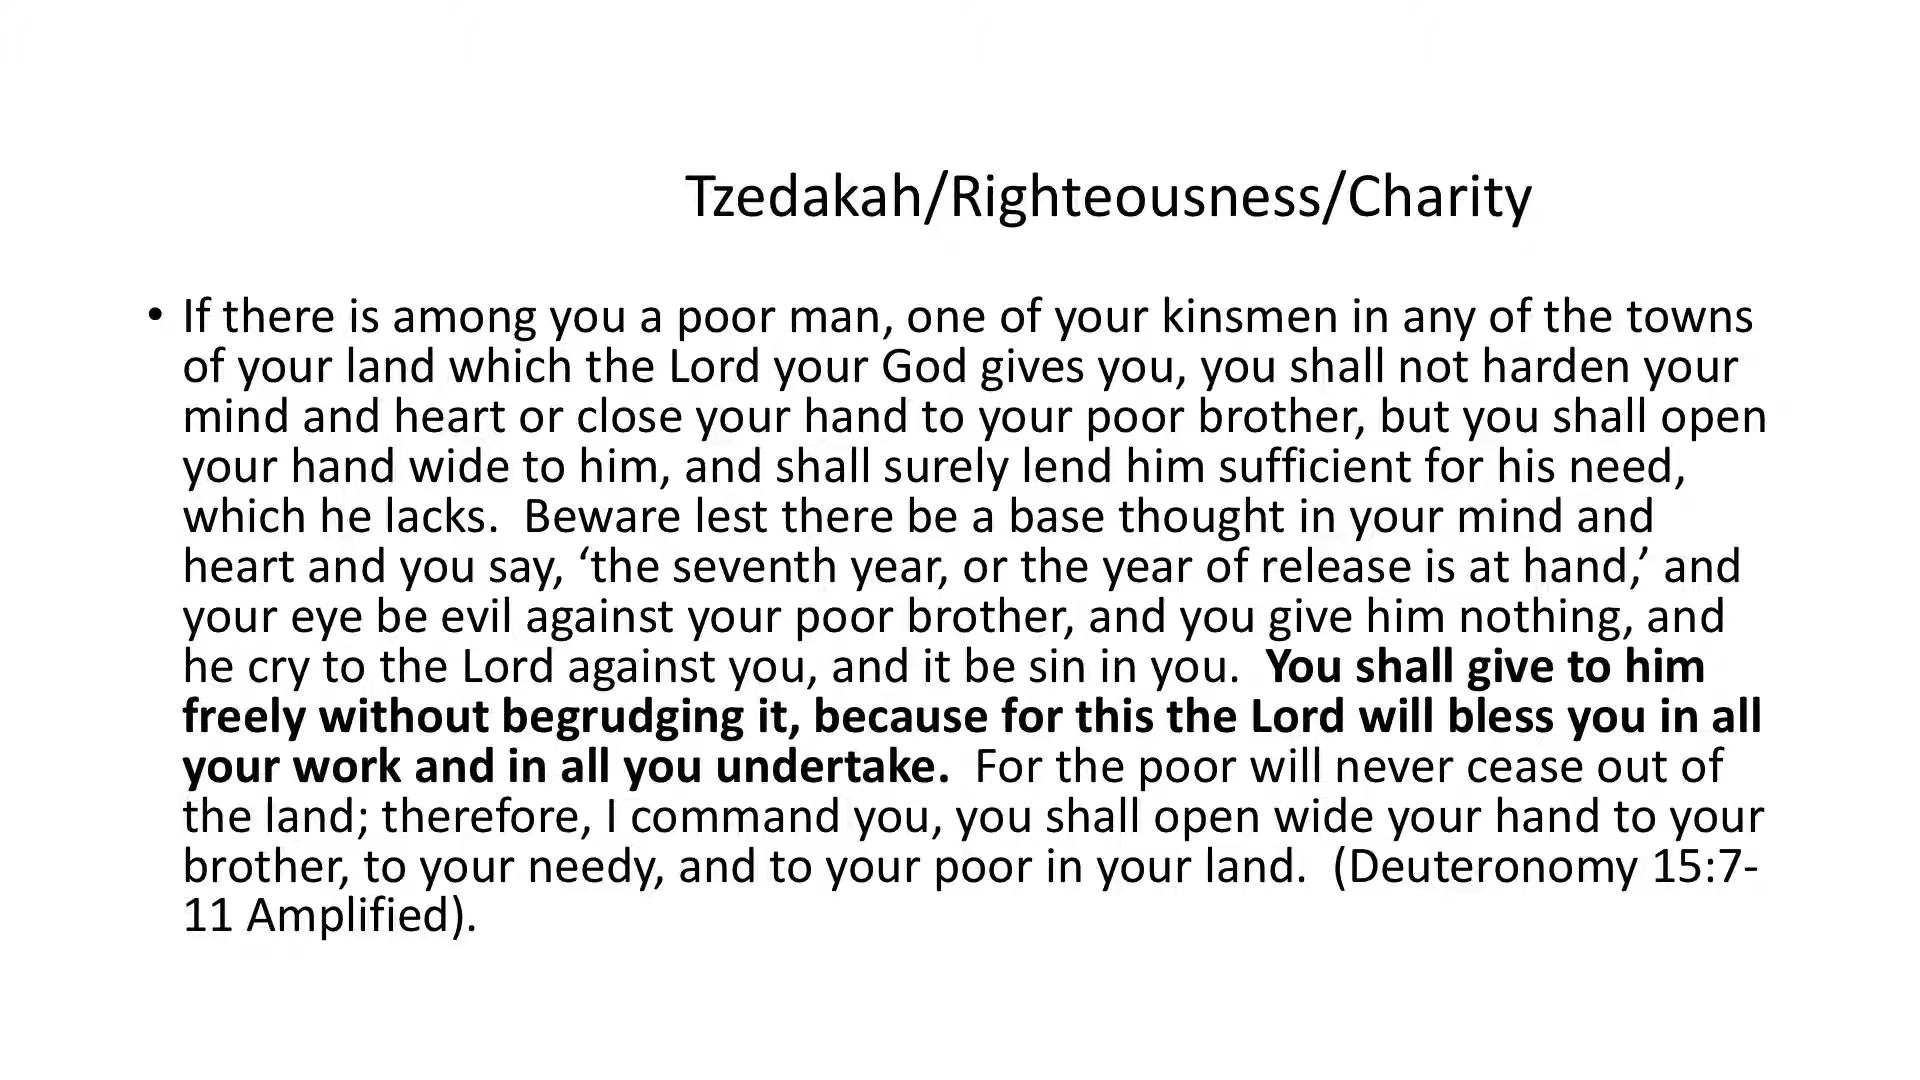 Tzedakah/Righteousness/Charity
• If there is among you a poor man, one of your kinsmen in any of the towns
of your land which the Lord your God gives you, you shall not harden your
mind and heart or close your hand to your poor brother, but you shall open
your hand wide to him, and shall surely lend him sufficient for his need,
which he lacks.  Beware lest there be a base thought in your mind and
heart and you say, ‘the seventh year, or the year of release is at hand,’ and
your eye be evil against your poor brother, and you give him nothing, and
he cry to the Lord against you, and it be sin in you.  You shall give to him
freely without begrudging it, because for this the Lord will bless you in all
your work and in all you undertake.  For the poor will never cease out of
the land; therefore, I command you, you shall open wide your hand to your
brother, to your needy, and to your poor in your land.  (Deuteronomy 15:7-
11 Amplified).